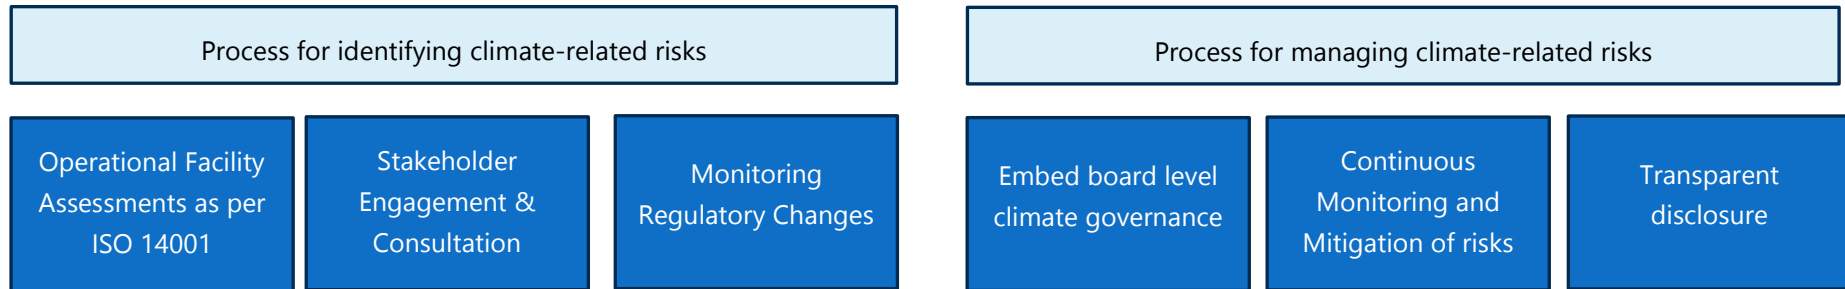 Process for identifying climate-related risks
Operational Facility
Assessments as per
ISO 14001
Stakeholder
Engagement &
Consultation
Monitoring
Regulatory Changes
Process for managing climate-related risks
Embed board level
climate governance
Continuous
Monitoring and
Mitigation of risks
Transparent
disclosure